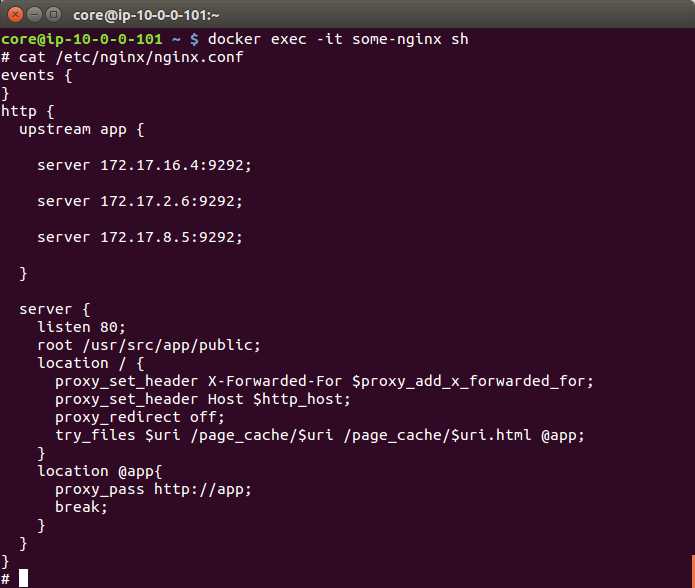 core@ip-10-0-0-101:~
core@ip-10-0-0-101 ~ $ docker exec -it some-nginx sh
# cat /etc/nginx/nginx.conf
events {
}
http {
  upstream app {

    server 172.17.16.4:9292;

    server 172.17.2.6:9292;

    server 172.17.8.5:9292;

  }

  server {
    listen 80;
    root /usr/src/app/public;
    location / {
      proxy_set_header X-Forwarded-For $proxy_add_x_forwarded_for;
      proxy_set_header Host $http_host;
      proxy_redirect off;
      try_files $uri /page_cache/$uri /page_cache/$uri.html @app;
    }
    location @app{
      proxy_pass http://app;
      break;
    }
  }
}
#